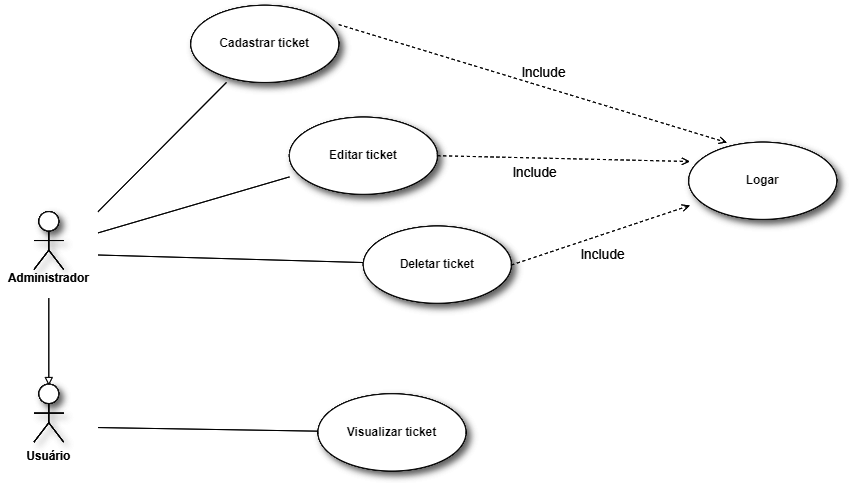 Cadastrar ticket
Include
Editar ticket
Include
Logar
Deletar ticket
Include
Administrador
Visualizar ticket
Usuário